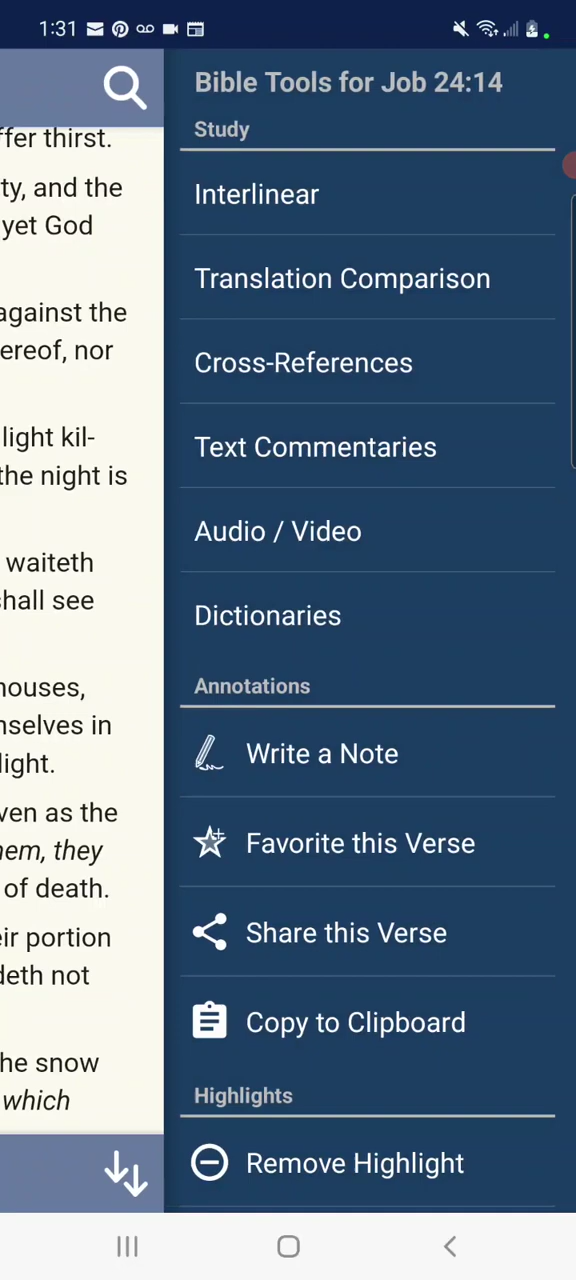 1:31
ffer thirst.
ty, and the
yet God
against the
ereof, nor
light kil-
the night is
waiteth
shall see
houses,
mselves in
light.
ven as the
hem, they
of death.
eir portion
deth not
he snow
which
Bible Tools for Job 24:14
Study
Interlinear
Translation Comparison
Cross-References
Text Commentaries
Audio / Video
Dictionaries
Annotations
Write a Note
Favorite this Verse
Share this Verse
Copy to Clipboard
Highlights
Remove Highlight